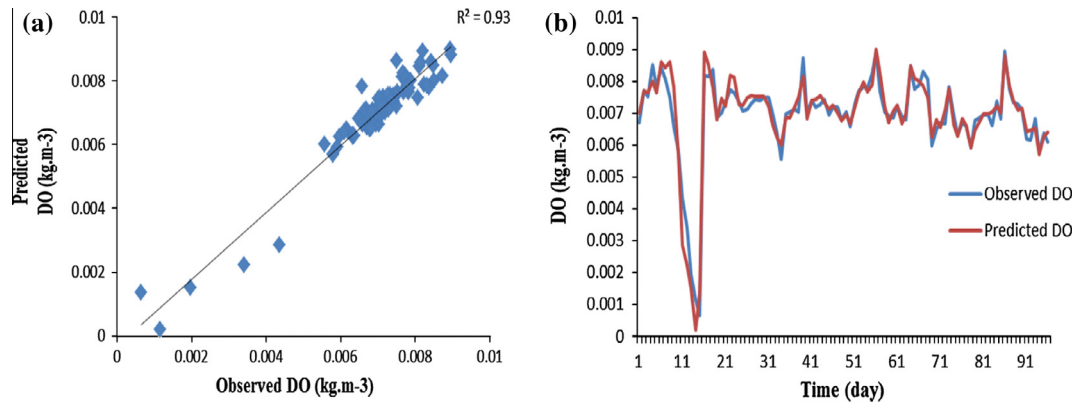 (a)
R² = 0.93
0.01
0.008
0.006
0.004
0.002
0
Predicted
DO (kg.m-3)
0 0.002 0.004 0.006 0.008 0.01
Observed DO (kg.m-3)
(b)
0.01
0.009
0.008
0.007
0.006
0.005
0.004
0.003
0.002
0.001
0
DO (kg.m-3)
Observed DO
Predicted DO
1 11 21 31 41 51 61 71 81 91
Time (day)